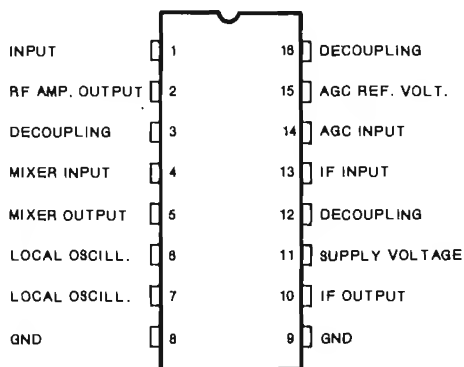 INPUT 1 16 DECOUPLING
RF AMP. OUTPUT 2 15 AGC REF. VOLT.
DECOUPLING 3 14 AGC INPUT
MIXER INPUT 4 13 IF INPUT
MIXER OUTPUT 5 12 DECOUPLING
LOCAL OSCILL. 6 11 SUPPLY VOLTAGE
LOCAL OSCILL. 7 10 IF OUTPUT
GND 8 9 GND